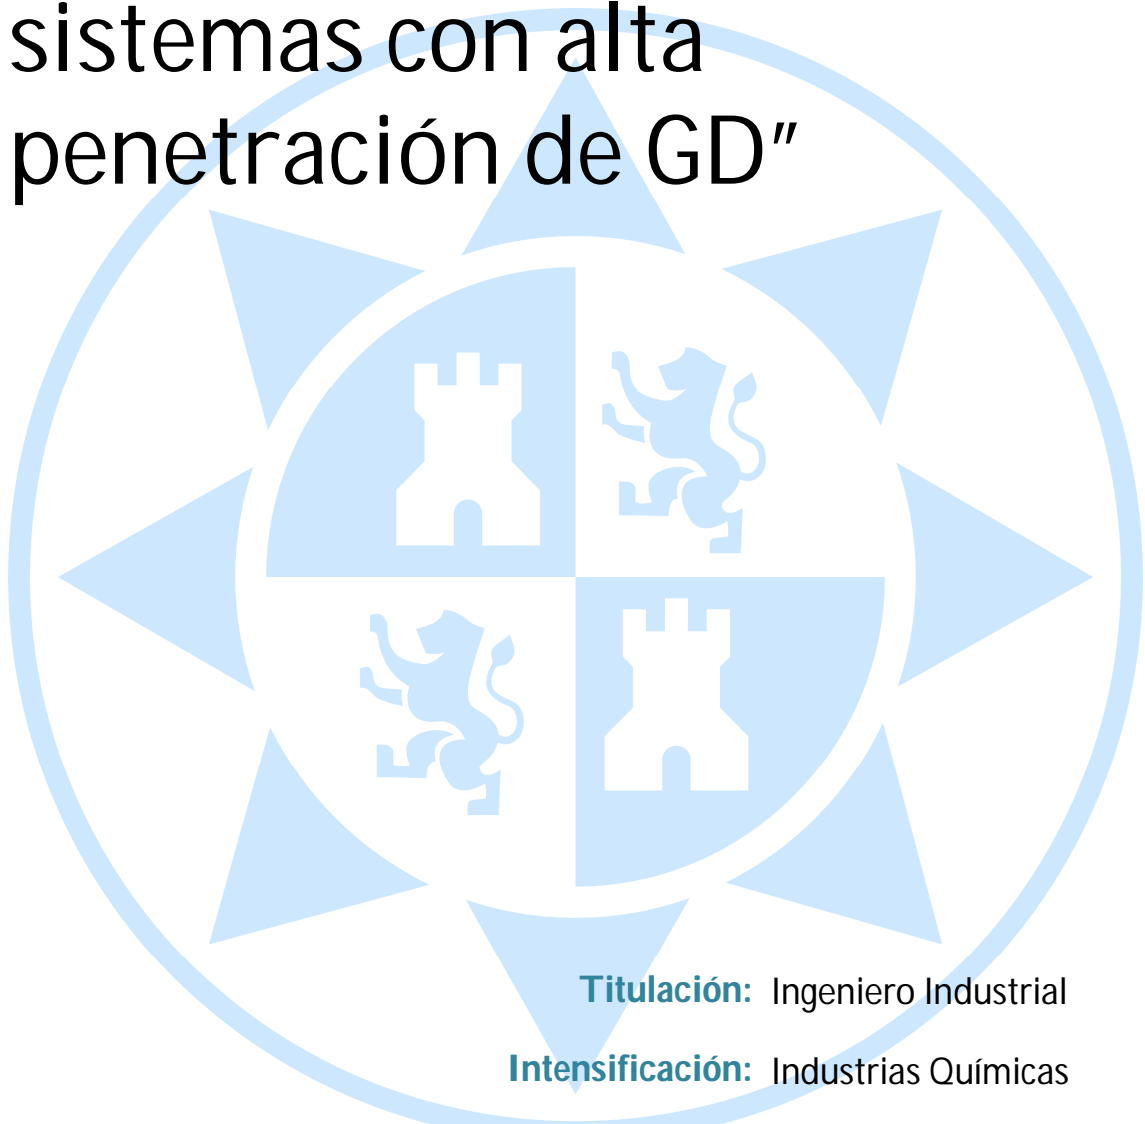 sistemas con alta
penetración de GD”
Titulación: Ingeniero Industrial
Intensificación: Industrias Químicas